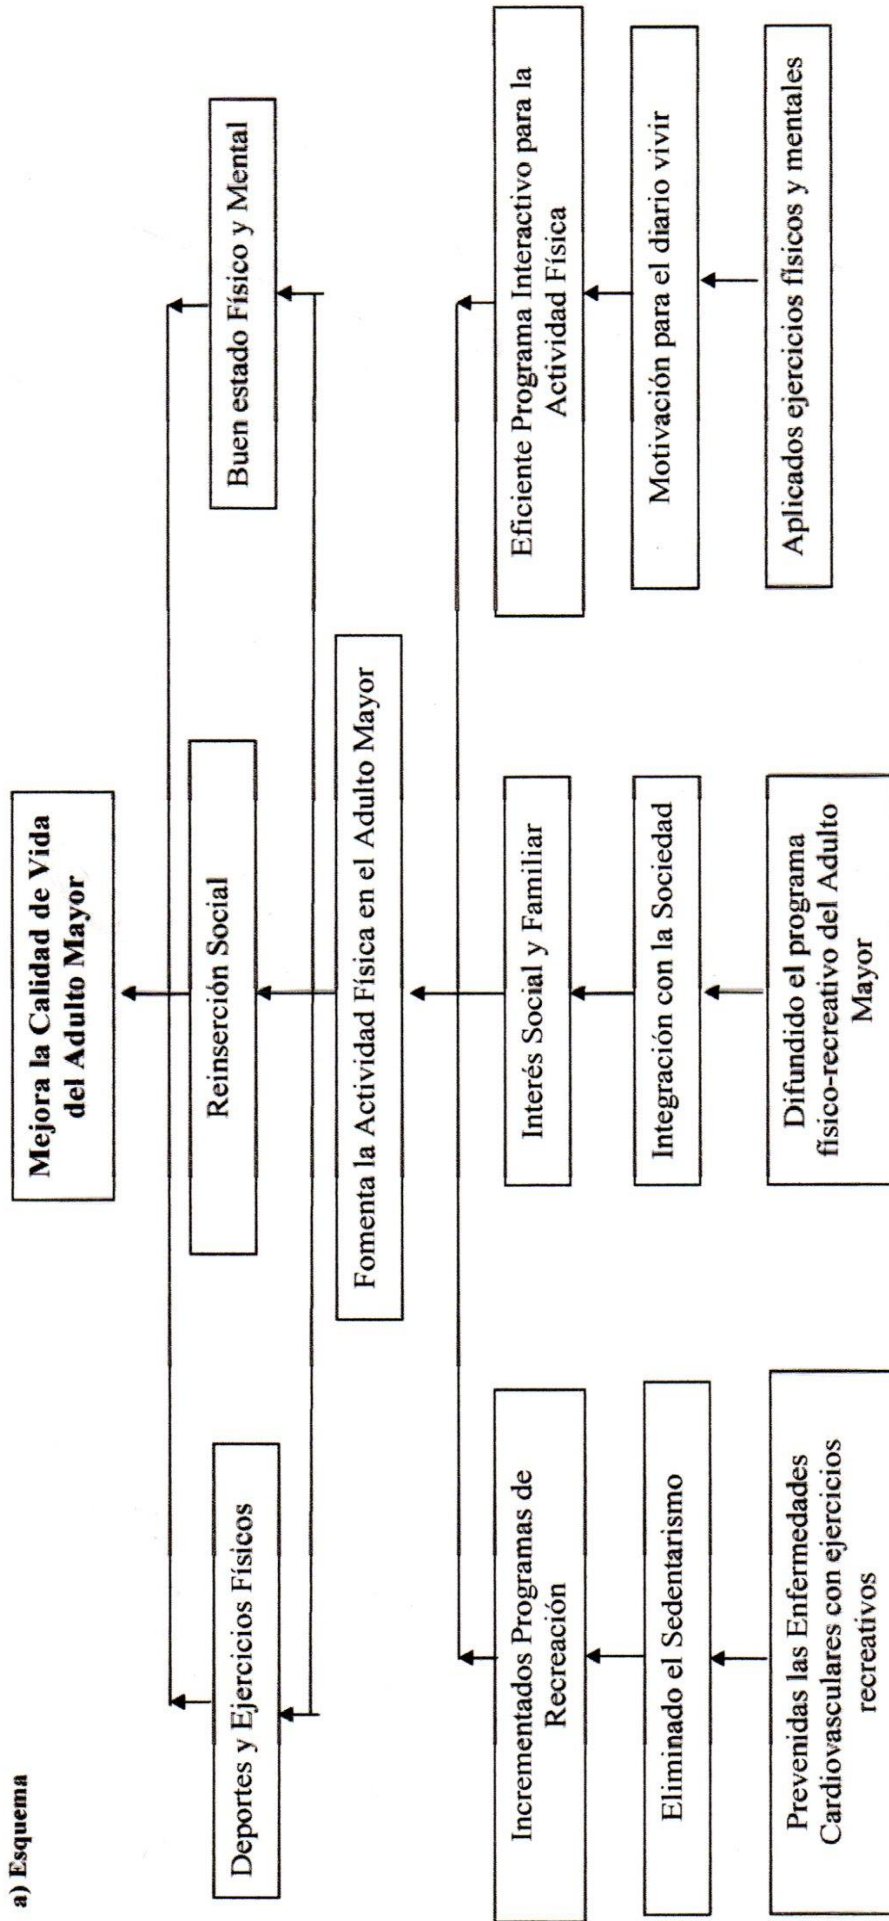 a) Esquema
Mejora la Calidad de Vida
del Adulto Mayor
Deportes y Ejercicios Físicos
Reinserción Social
Buen estado Físico y Mental
Fomenta la Actividad Física en el Adulto Mayor
Incrementados Programas de
Recreación
Interés Social y Familiar
Eficiente Programa Interactivo para la
Actividad Física
Eliminado el Sedentarismo
Integración con la Sociedad
Motivación para el diario vivir
Prevenidas las Enfermedades
Cardiovasculares con ejercicios
recreativos
Difundido el programa
físico-recreativo del Adulto
Mayor
Aplicados ejercicios físicos y mentales